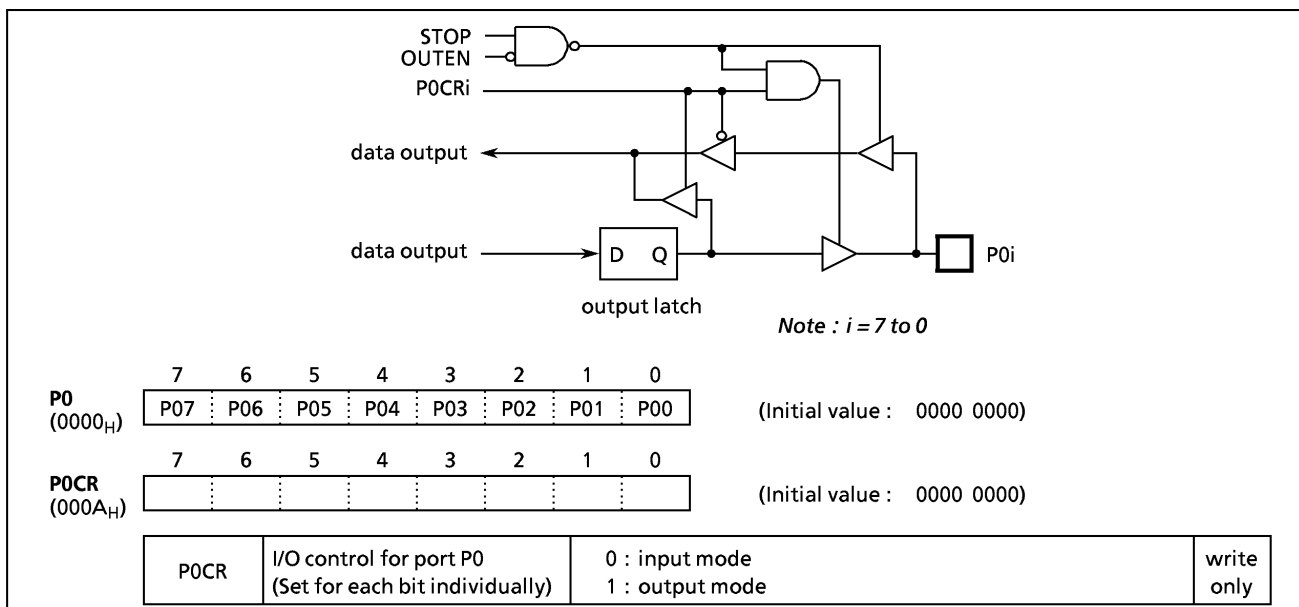 STOP
OUTEN
P0CRi
data output
data output
D Q
P0i
output latch
Note : i = 7 to 0
7 6 5 4 3 2 1 0
P0
(0000H)
P07 P06 P05 P04 P03 P02 P01 P00
(Initial value : 0000 0000)
7 6 5 4 3 2 1 0
P0CR
(000AH)
(Initial value : 0000 0000)
P0CR
I/O control for port P0
(Set for each bit individually)
0 : input mode
1 : output mode
write
only